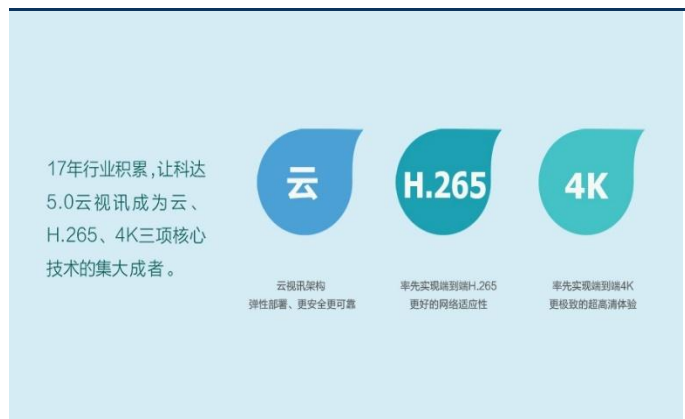 17年行业积累,让科达
5.0云视讯成为云、
H.265、4K三项核心
技术的集大成者。
云
H.265
4K
云视讯架构
弹性部署、更安全更可靠
率先实现端到端H.265
更好的网络适应性
率先实现端到端4K
更极致的超高清体验